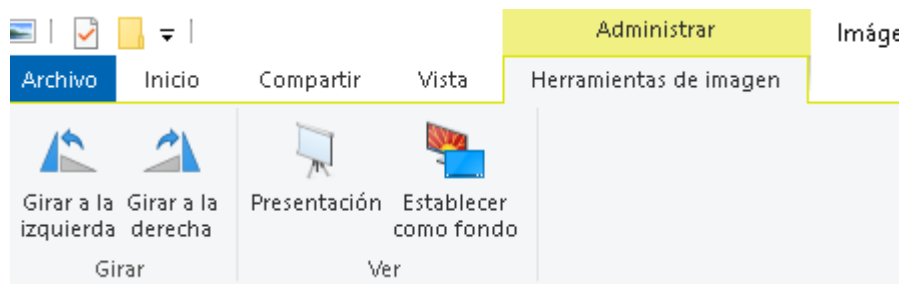 Administrar
Archivo Inicio Compartir Vista Herramientas de imagen
Girar a la Girar a la Presentación Establecer
izquierda derecha como fondo
Girar Ver